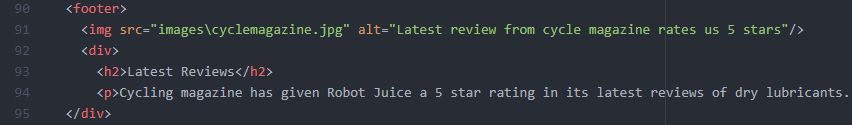 90 <footer>
91 <img src="images\cyclemagazine.jpg" alt="Latest review from cycle magazine rates us 5 stars"/>
92 <div>
93 <h2>Latest Reviews</h2>
94 <p>Cycling magazine has given Robot Juice a 5 star rating in its latest reviews of dry lubricants.
95 </div>